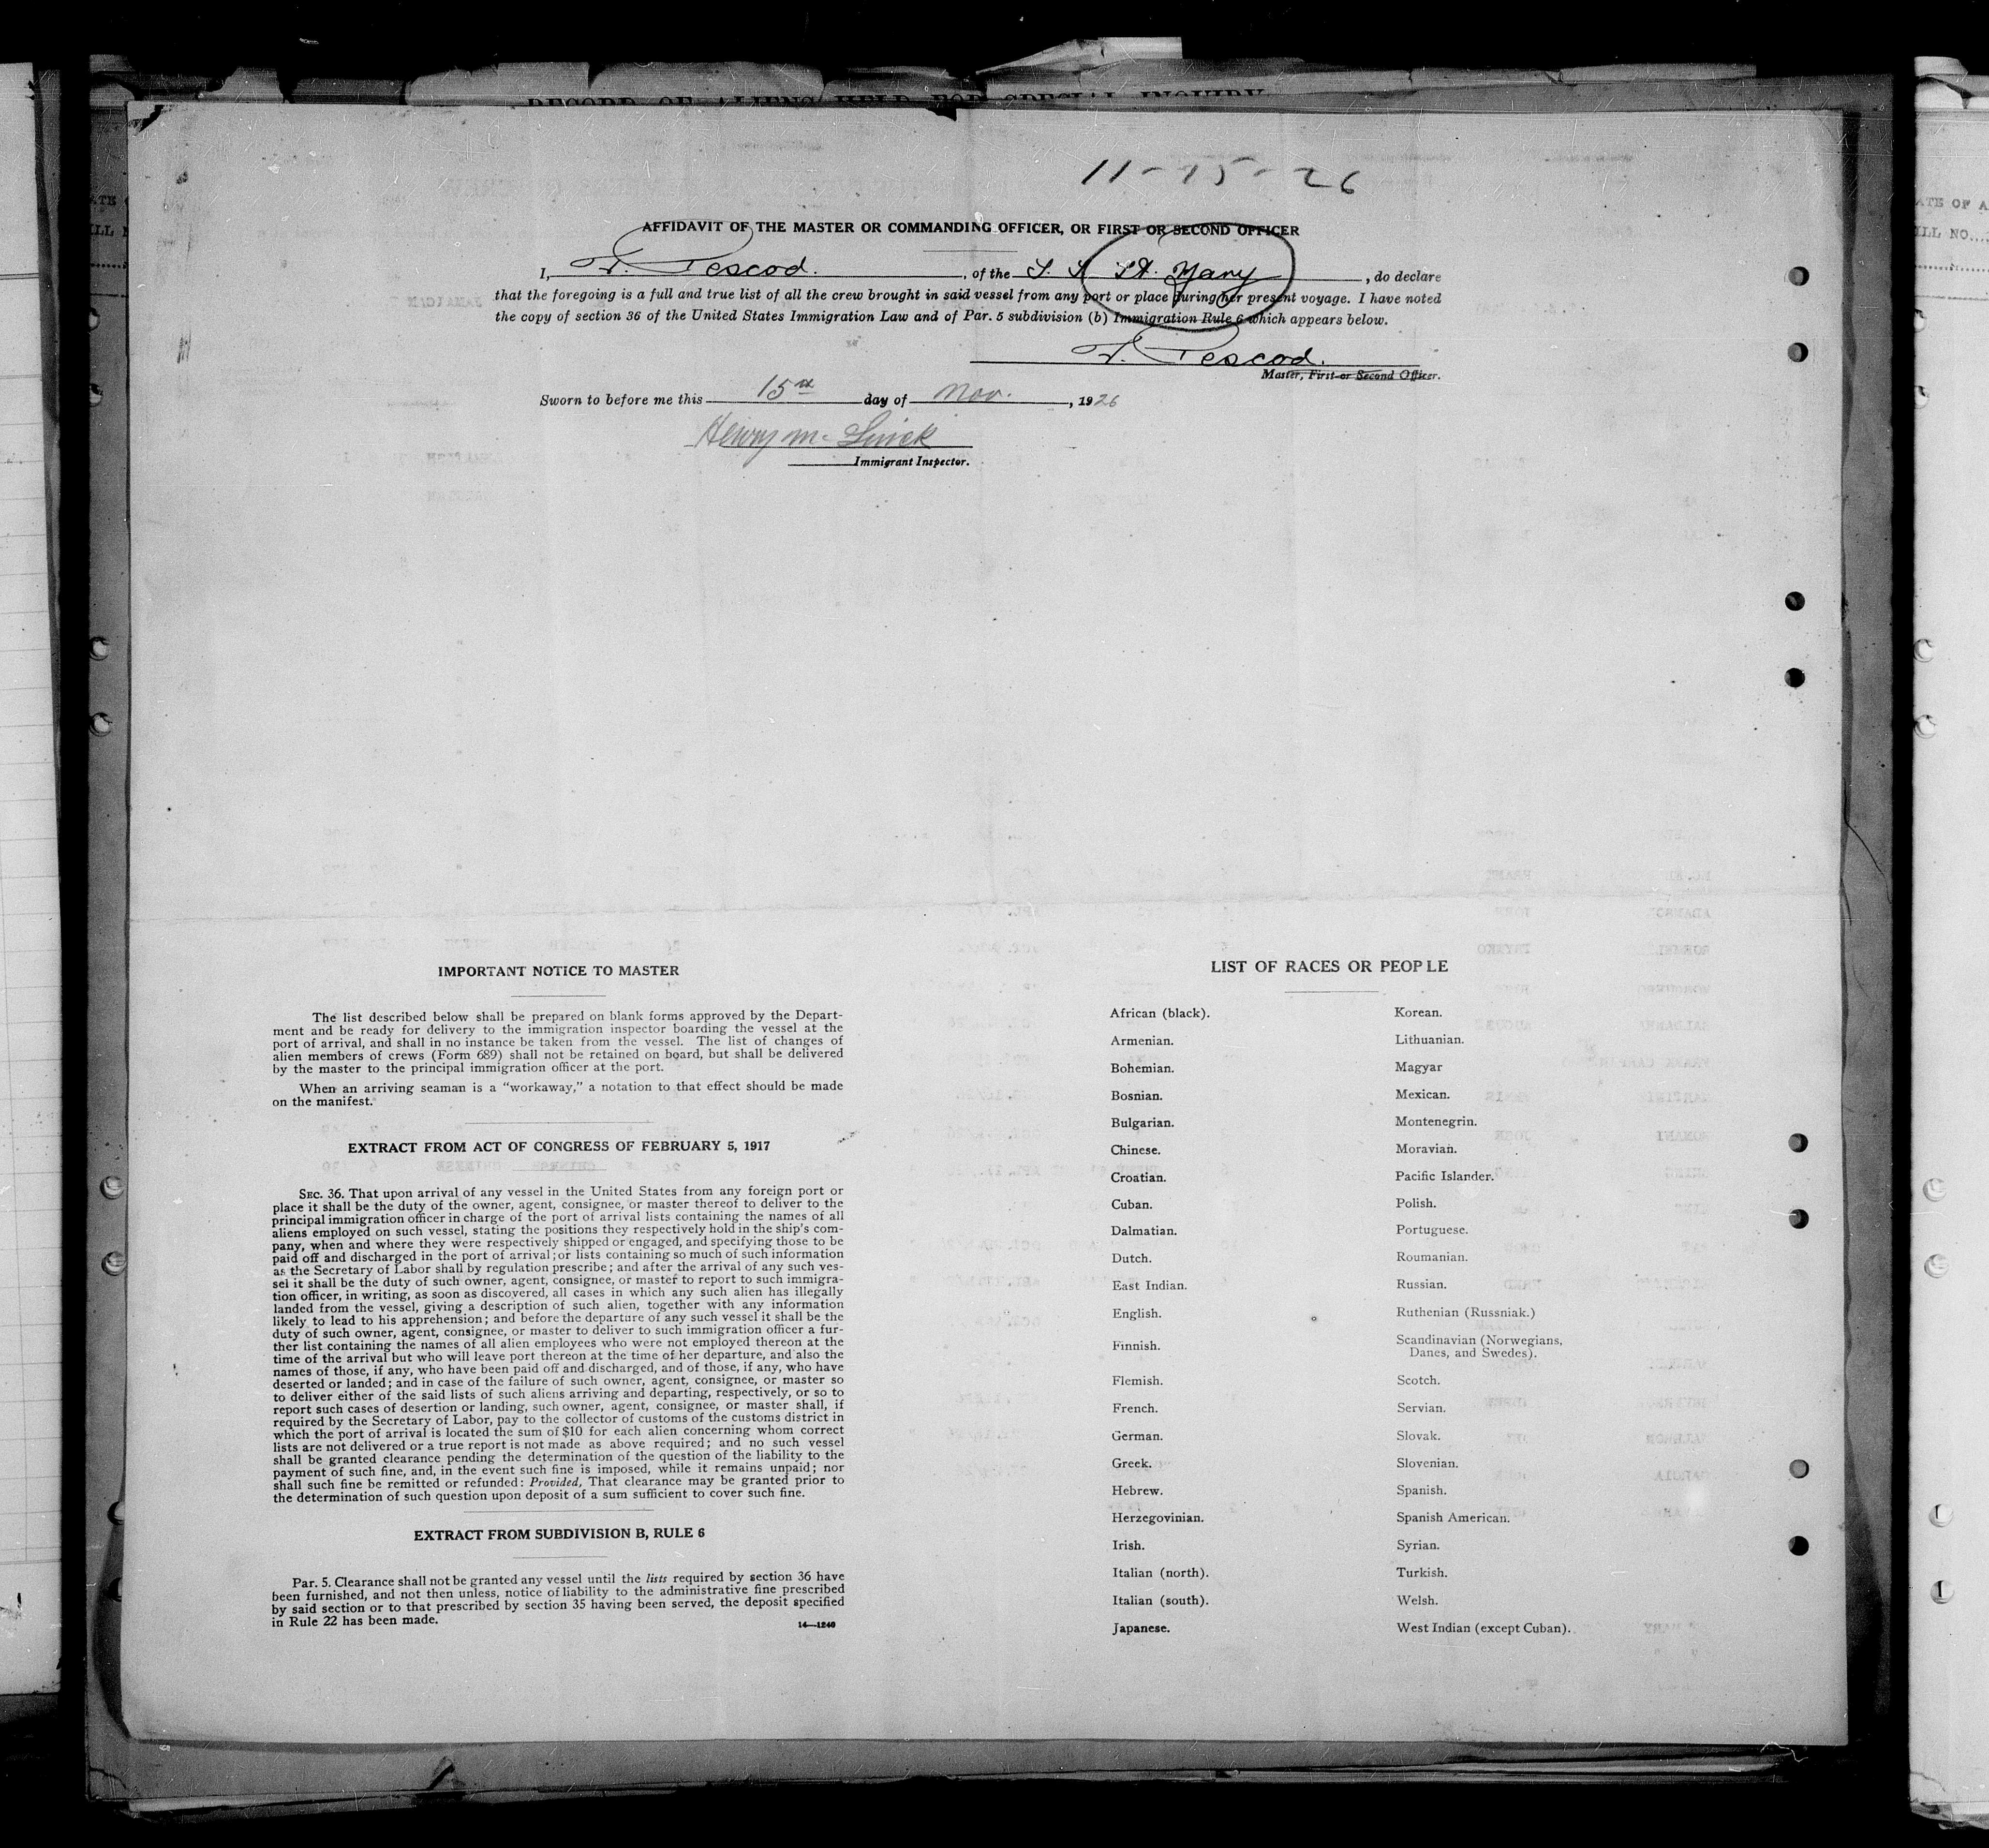 RECORD OF ALIENS HELD FOR SPECIAL INQUIRY
11-15-26
AFFIDAVIT OF THE MASTER OR COMMANDING OFFICER, OR FIRST OR SECOND OFFICER
I, F. Pescod. , of the S. S. St. Mary , do declare
that the foregoing is a full and true list of all the crew brought in said vessel from any port or place during her present voyage. I have noted
the copy of section 36 of the United States Immigration Law and of Par. 5 subdivision (b) Immigration Rule 6 which appears below.
F. Pescod.
Master, First or Second Officer.
Sworn to before me this 15th day of Nov. , 1926
Henry M.
Immigrant Inspector.
IMPORTANT NOTICE TO MASTER
The list described below shall be prepared on blank forms approved by the Depart-
ment and be ready for delivery to the immigration inspector boarding the vessel at the
port of arrival, and shall in no instance be taken from the vessel. The list of changes of
alien members of crews (Form 689) shall not be retained on board, but shall be delivered
by the master to the principal immigration officer at the port.
When an arriving seaman is a “workaway,” a notation to that effect should be made
on the manifest.
EXTRACT FROM ACT OF CONGRESS OF FEBRUARY 5, 1917
SEC. 36. That upon arrival of any vessel in the United States from any foreign port or
place it shall be the duty of the owner, agent, consignee, or master thereof to deliver to the
principal immigration officer in charge of the port of arrival lists containing the names of all
aliens employed on such vessel, stating the positions they respectively hold in the ship's com-
pany, when and where they were respectively shipped or engaged, and specifying those to be
paid off and discharged in the port of arrival; or lists containing so much of such information
as the Secretary of Labor shall by regulation prescribe; and after the arrival of any such ves-
sel it shall be the duty of such owner, agent, consignee, or master to report to such immigra-
tion officer, in writing, as soon as discovered, all cases in which any such alien has illegally
landed from the vessel, giving a description of such alien, together with any information
likely to lead to his apprehension; and before the departure of any such vessel it shall be the
duty of such owner, agent, consignee, or master to deliver to such immigration officer a fur-
ther list containing the names of all alien employees who were not employed thereon at the
time of the arrival but who will leave port thereon at the time of her departure, and also the
names of those, if any, who have been paid off and discharged, and of those, if any, who have
deserted or landed; and in case of the failure of such owner, agent, consignee, or master so
to deliver either of the said lists of such aliens arriving and departing, respectively, or so to
report such cases of desertion or landing, such owner, agent, consignee, or master shall, if
required by the Secretary of Labor, pay to the collector of customs of the customs district in
which the port of arrival is located the sum of $10 for each alien concerning whom correct
lists are not delivered or a true report is not made as above required; and no such vessel
shall be granted clearance pending the determination of the question of the liability to the
payment of such fine, and, in the event such fine is imposed, while it remains unpaid; nor
shall such fine be remitted or refunded: Provided, That clearance may be granted prior to
the determination of such question upon deposit of a sum sufficient to cover such fine.
EXTRACT FROM SUBDIVISION B, RULE 6
Par. 5. Clearance shall not be granted any vessel until the lists required by section 36 have
been furnished, and not then unless, notice of liability to the administrative fine prescribed
by said section or to that prescribed by section 35 having been served, the deposit specified
in Rule 22 has been made.
14—1240
LIST OF RACES OR PEOPLE
African (black).
Armenian.
Bohemian.
Bosnian.
Bulgarian.
Chinese.
Croatian.
Cuban.
Dalmatian.
Dutch.
East Indian.
English.
Finnish.
Flemish.
French.
German.
Greek.
Hebrew.
Herzegovinian.
Irish.
Italian (north).
Italian (south).
Japanese.
Korean.
Lithuanian.
Magyar
Mexican.
Montenegrin.
Moravian.
Pacific Islander.
Polish.
Portuguese.
Roumanian.
Russian.
Ruthenian (Russniak.)
Scandinavian (Norwegians,
Danes, and Swedes).
Scotch.
Servian.
Slovak.
Slovenian.
Spanish.
Spanish American.
Syrian.
Turkish.
Welsh.
West Indian (except Cuban).